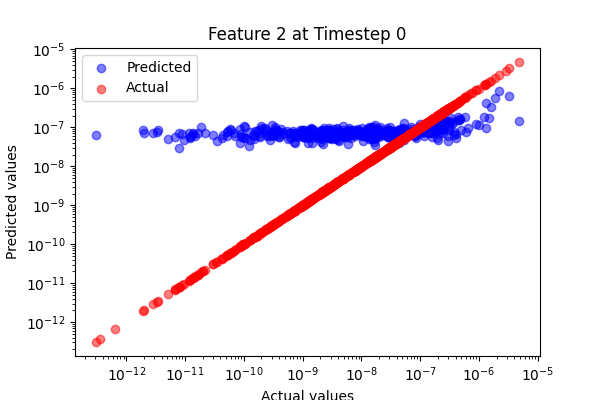 Feature 2 at Timestep 0
Predicted
Actual
Predicted values
10⁻⁵
10⁻⁶
10⁻⁷
10⁻⁸
10⁻⁹
10⁻¹⁰
10⁻¹¹
10⁻¹²
10⁻¹² 10⁻¹¹ 10⁻¹⁰ 10⁻⁹ 10⁻⁸ 10⁻⁷ 10⁻⁶ 10⁻⁵
Actual values